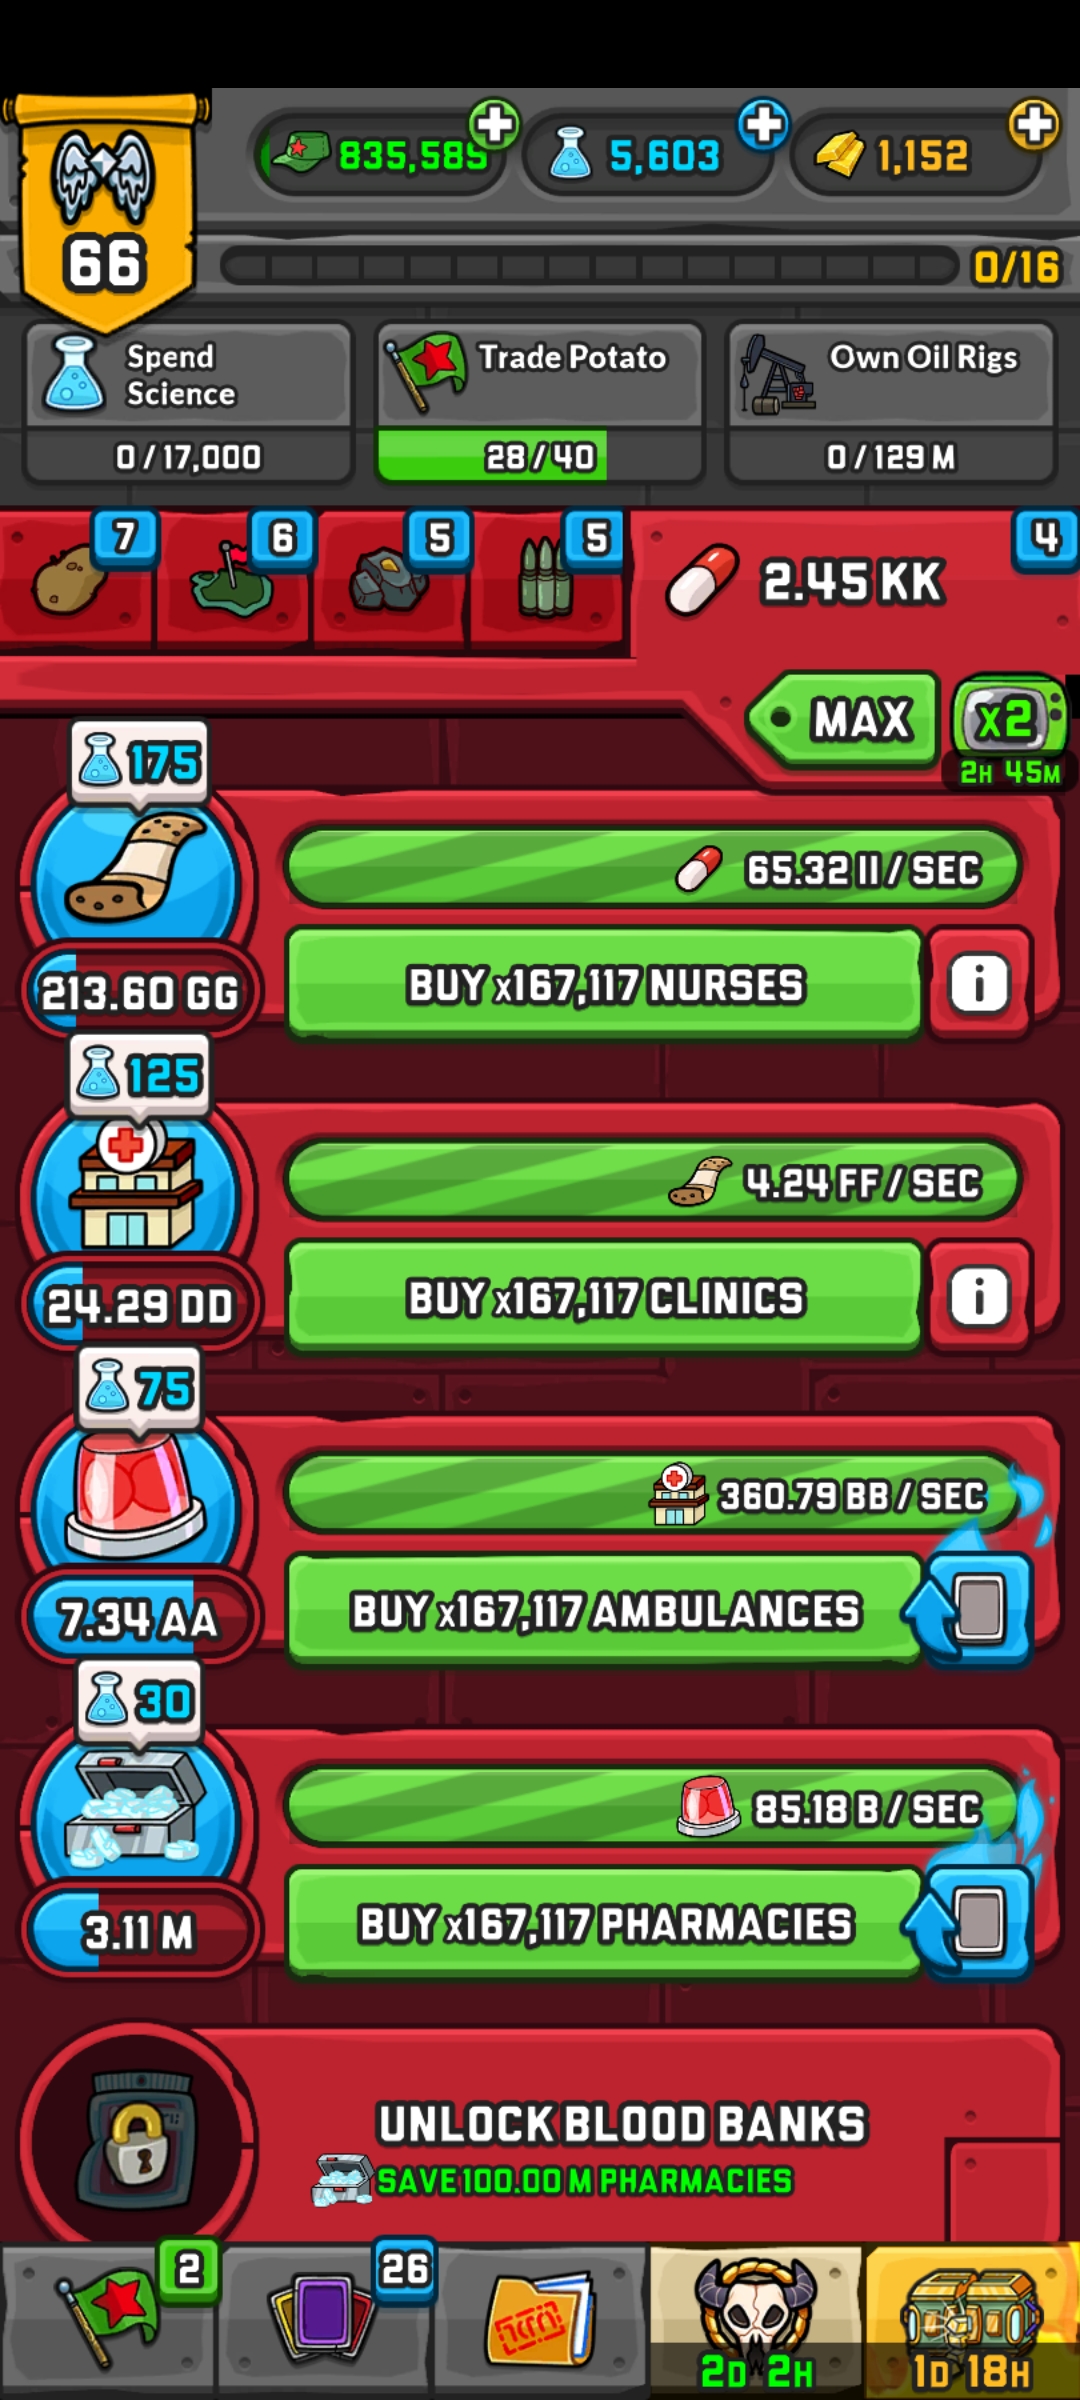 835,585
5,603
1,152
66
0/16
Spend
Science
0/17,000
Trade Potato
28/40
Own Oil Rigs
0/129 M
7
6
5
5
4
2.45 KK
MAX
X2
2H 45M
175
65.32 II/SEC
213.60 GG
BUY x167,117 NURSES
i
125
4.24 FF/SEC
24.29 DD
BUY x167,117 CLINICS
i
75
360.79 BB/SEC
7.34 AA
BUY x167,117 AMBULANCES
30
85.18 B/SEC
3.11 M
BUY x167,117 PHARMACIES
UNLOCK BLOOD BANKS
SAVE 100.00 M PHARMACIES
2
26
2D 2H
1D 18H